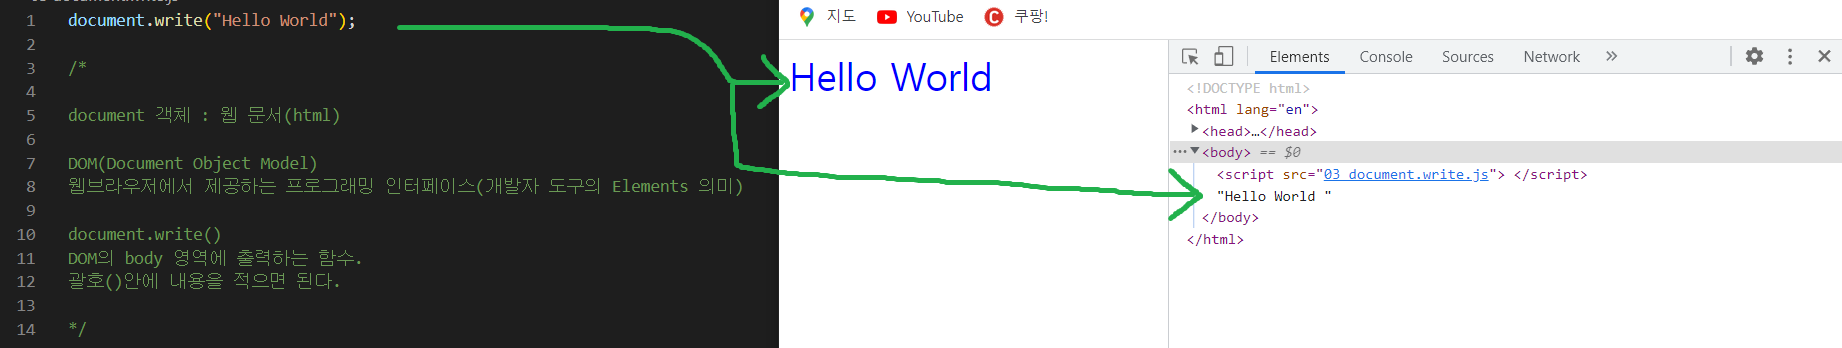 1 document.write("Hello World");
2
3 /*
4
5 document 객체 : 웹 문서(html)
6
7 DOM(Document Object Model)
8 웹브라우저에서 제공하는 프로그래밍 인터페이스(개발자 도구의 Elements 의미)
9
10 document.write()
11 DOM의 body 영역에 출력하는 함수.
12 괄호()안에 내용을 적으면 된다.
13
14 */
지도 YouTube 쿠팡!
Hello World
Elements Console Sources Network »
<!DOCTYPE html>
<html lang="en">
<head>…</head>
<body> == $0
<script src="03 document.write.js"> </script>
"Hello World "
</body>
</html>